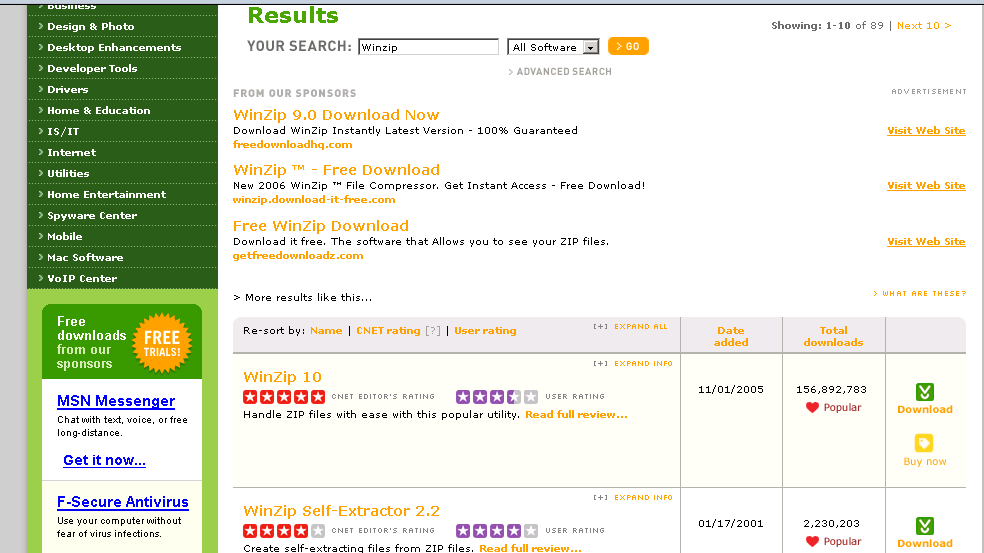 Business
Design & Photo
Desktop Enhancements
Developer Tools
Drivers
Home & Education
IS/IT
Internet
Utilities
Home Entertainment
Spyware Center
Mobile
Mac Software
VoIP Center
Free
downloads
from our
sponsors
FREE
TRIALS!
MSN Messenger
Chat with text, voice, or free
long-distance.
Get it now...
F-Secure Antivirus
Use your computer without
fear of virus infections.
Results
Showing: 1-10 of 89 | Next 10 >
YOUR SEARCH: Winzip All Software > GO
> ADVANCED SEARCH
FROM OUR SPONSORS ADVERTISEMENT
WinZip 9.0 Download Now
Download WinZip Instantly Latest Version - 100% Guaranteed Visit Web Site
freedownloadhq.com
WinZip ™ - Free Download
New 2006 WinZip ™ File Compressor. Get Instant Access - Free Download! Visit Web Site
winzip.download-it-free.com
Free WinZip Download
Download it free. The software that Allows you to see your ZIP files. Visit Web Site
getfreedownloadz.com
> More results like this... > WHAT ARE THESE?
Re-sort by: Name | CNET rating [?] | User rating [+] EXPAND ALL Date added Total downloads
[+] EXPAND INFO
WinZip 10
CNET EDITOR'S RATING USER RATING
Handle ZIP files with ease with this popular utility. Read full review...
11/01/2005
156,892,783
Popular
Download
Buy now
[+] EXPAND INFO
WinZip Self-Extractor 2.2
CNET EDITOR'S RATING USER RATING
Create self-extracting files from ZIP files. Read full review...
01/17/2001
2,230,203
Popular
Download